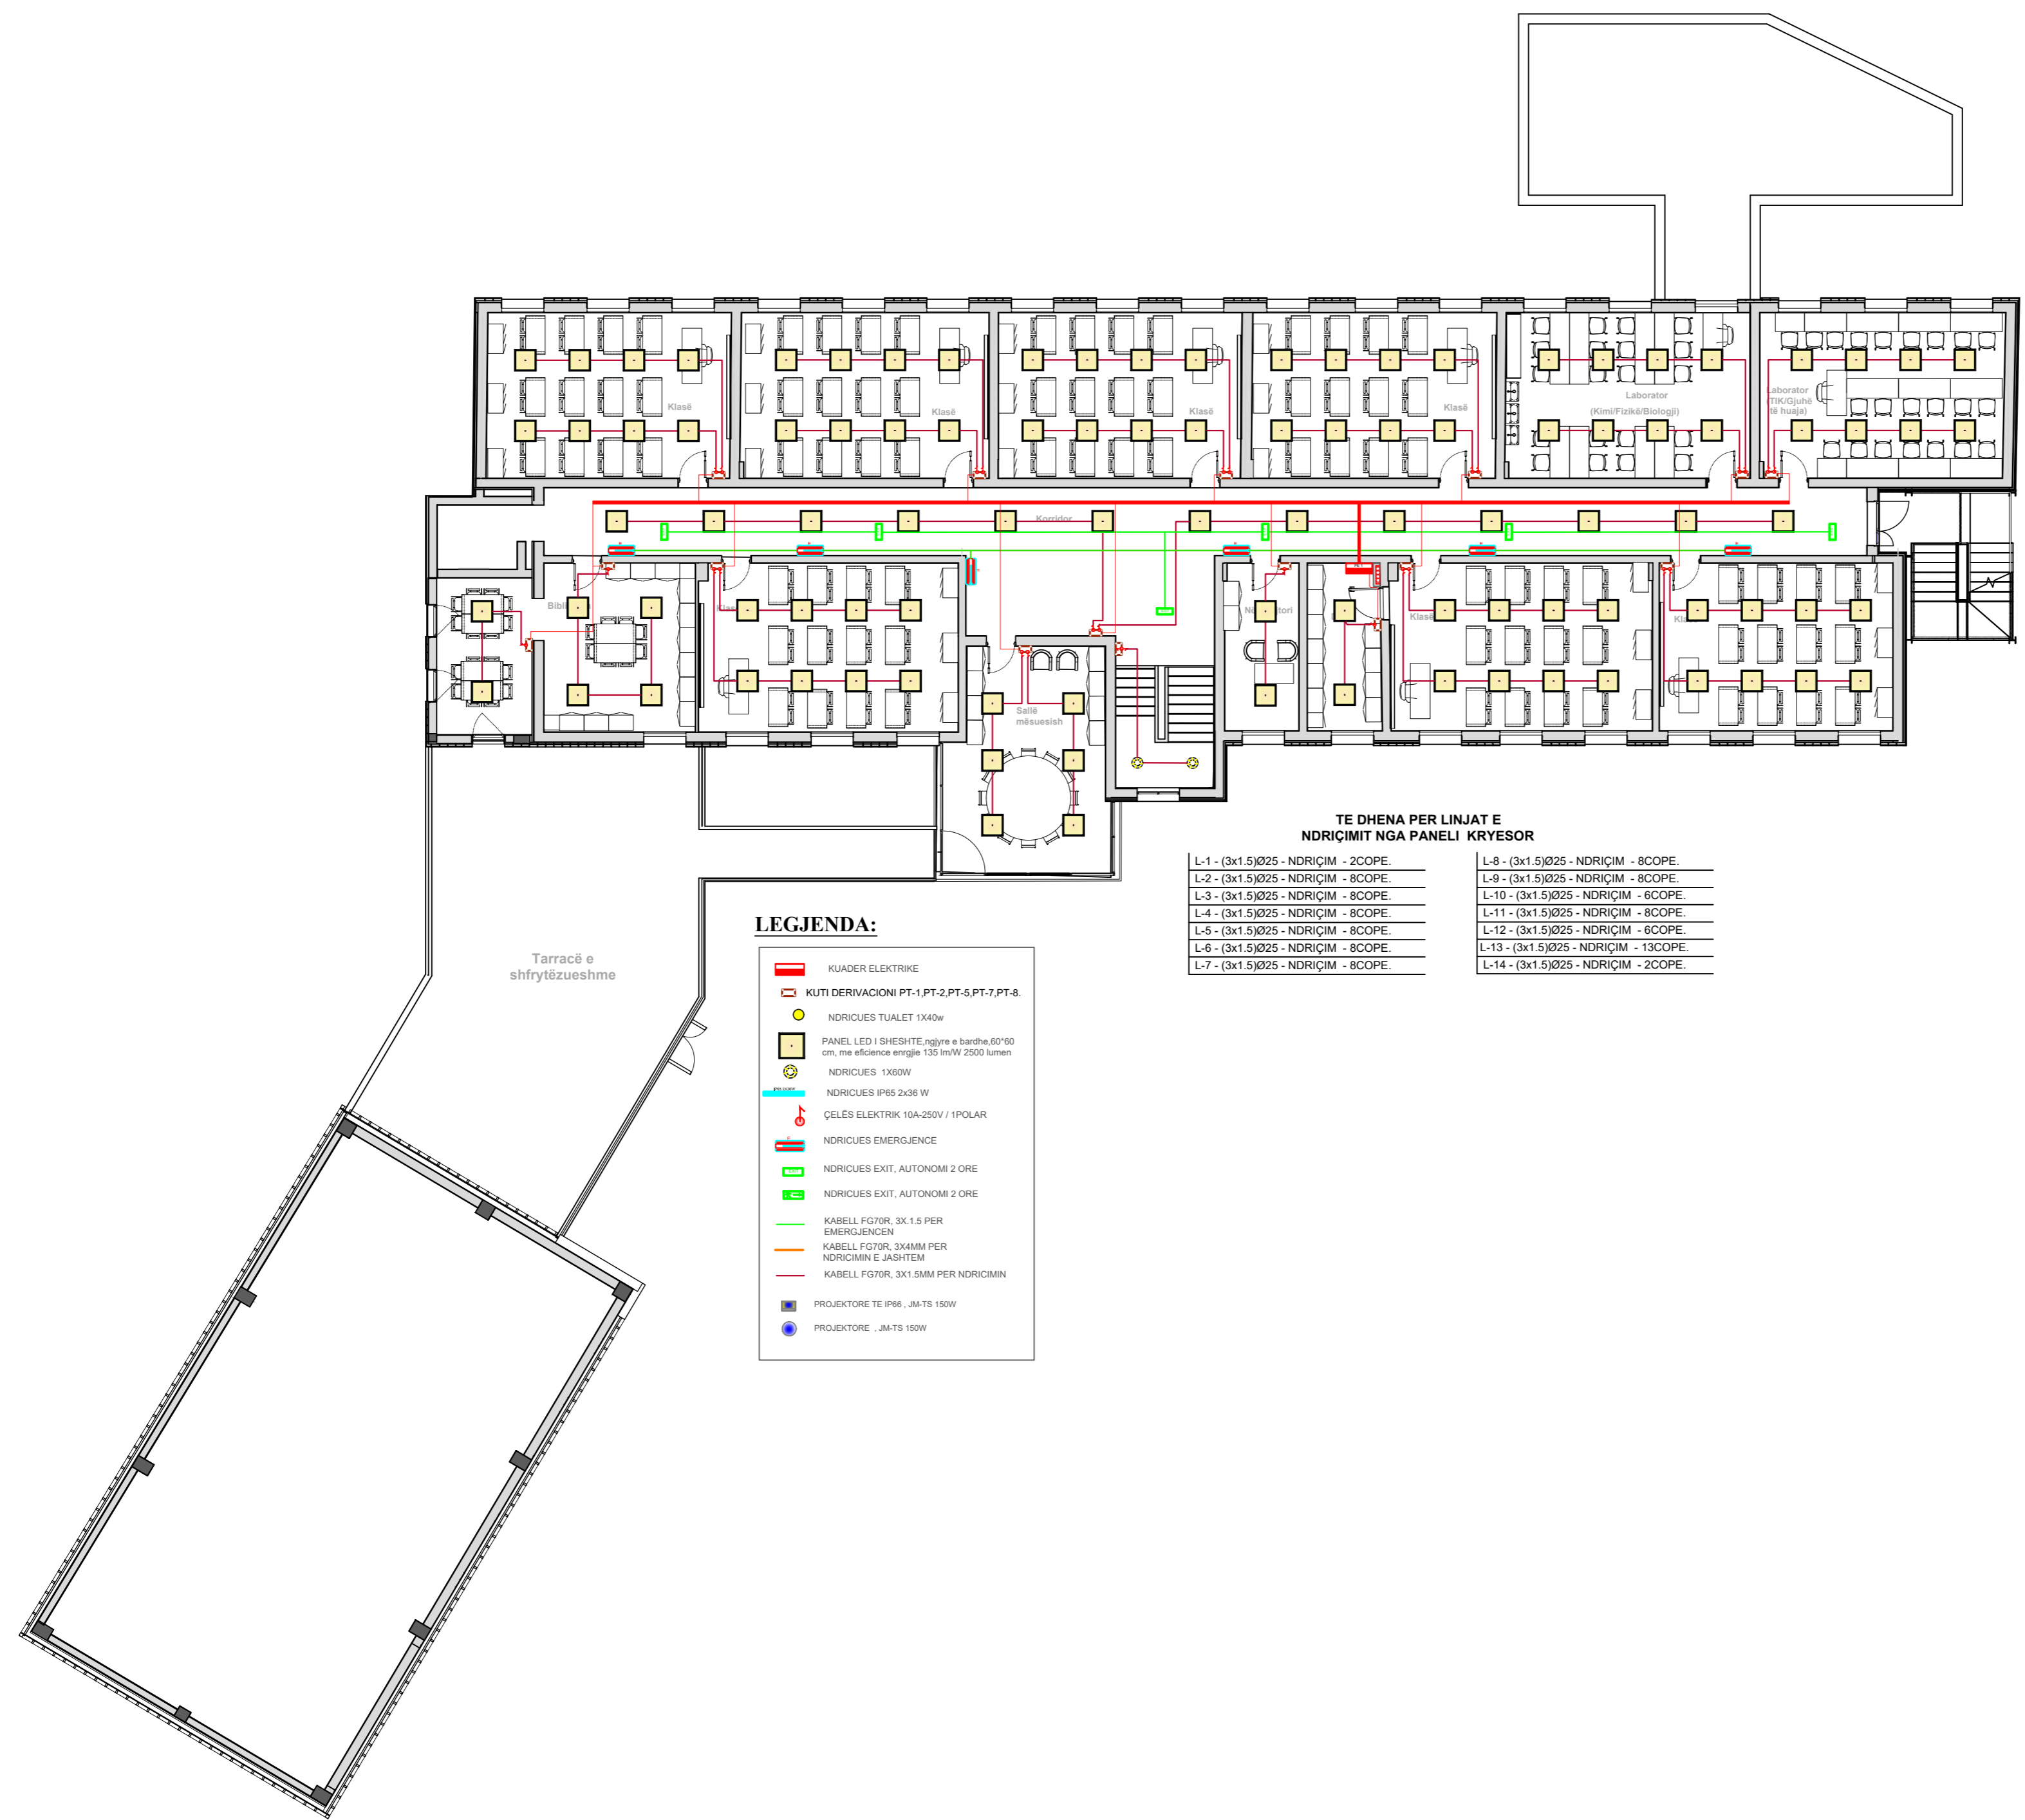 Klasë
Klasë
Klasë
Klasë
Laborator
(Kimi/Fizikë/Biologji)
Laborator
(TIK/Gjuhë
të huaja)
Korridor
Sallë
mësuesish
Klasë
TE DHENA PER LINJAT E
NDRIÇIMIT NGA PANELI KRYESOR
L-1 - (3x1.5)Ø25 - NDRIÇIM - 2COPE.
L-2 - (3x1.5)Ø25 - NDRIÇIM - 8COPE.
L-3 - (3x1.5)Ø25 - NDRIÇIM - 8COPE.
L-4 - (3x1.5)Ø25 - NDRIÇIM - 8COPE.
L-5 - (3x1.5)Ø25 - NDRIÇIM - 8COPE.
L-6 - (3x1.5)Ø25 - NDRIÇIM - 8COPE.
L-7 - (3x1.5)Ø25 - NDRIÇIM - 8COPE.
L-8 - (3x1.5)Ø25 - NDRIÇIM - 8COPE.
L-9 - (3x1.5)Ø25 - NDRIÇIM - 8COPE.
L-10 - (3x1.5)Ø25 - NDRIÇIM - 6COPE.
L-11 - (3x1.5)Ø25 - NDRIÇIM - 8COPE.
L-12 - (3x1.5)Ø25 - NDRIÇIM - 6COPE.
L-13 - (3x1.5)Ø25 - NDRIÇIM - 13COPE.
L-14 - (3x1.5)Ø25 - NDRIÇIM - 2COPE.
Tarracë e
shfrytëzueshme
LEGJENDA:
KUADER ELEKTRIKE
KUTI DERIVACIONI PT-1,PT-2,PT-5,PT-7,PT-8.
NDRICUES TUALET 1X40w
PANEL LED I SHESHTE,ngjyre e bardhe,60*60
cm, me eficience enrgjie 135 lm/W 2500 lumen
NDRICUES 1X60W
NDRICUES IP65 2x36 W
ÇELËS ELEKTRIK 10A-250V / 1POLAR
NDRICUES EMERGJENCE
NDRICUES EXIT, AUTONOMI 2 ORE
NDRICUES EXIT, AUTONOMI 2 ORE
KABELL FG70R, 3X.1.5 PER
EMERGJENCEN
KABELL FG70R, 3X4MM PER
NDRICIMIN E JASHTEM
KABELL FG70R, 3X1.5MM PER NDRICIMIN
PROJEKTORE TE IP66 , JM-TS 150W
PROJEKTORE , JM-TS 150W